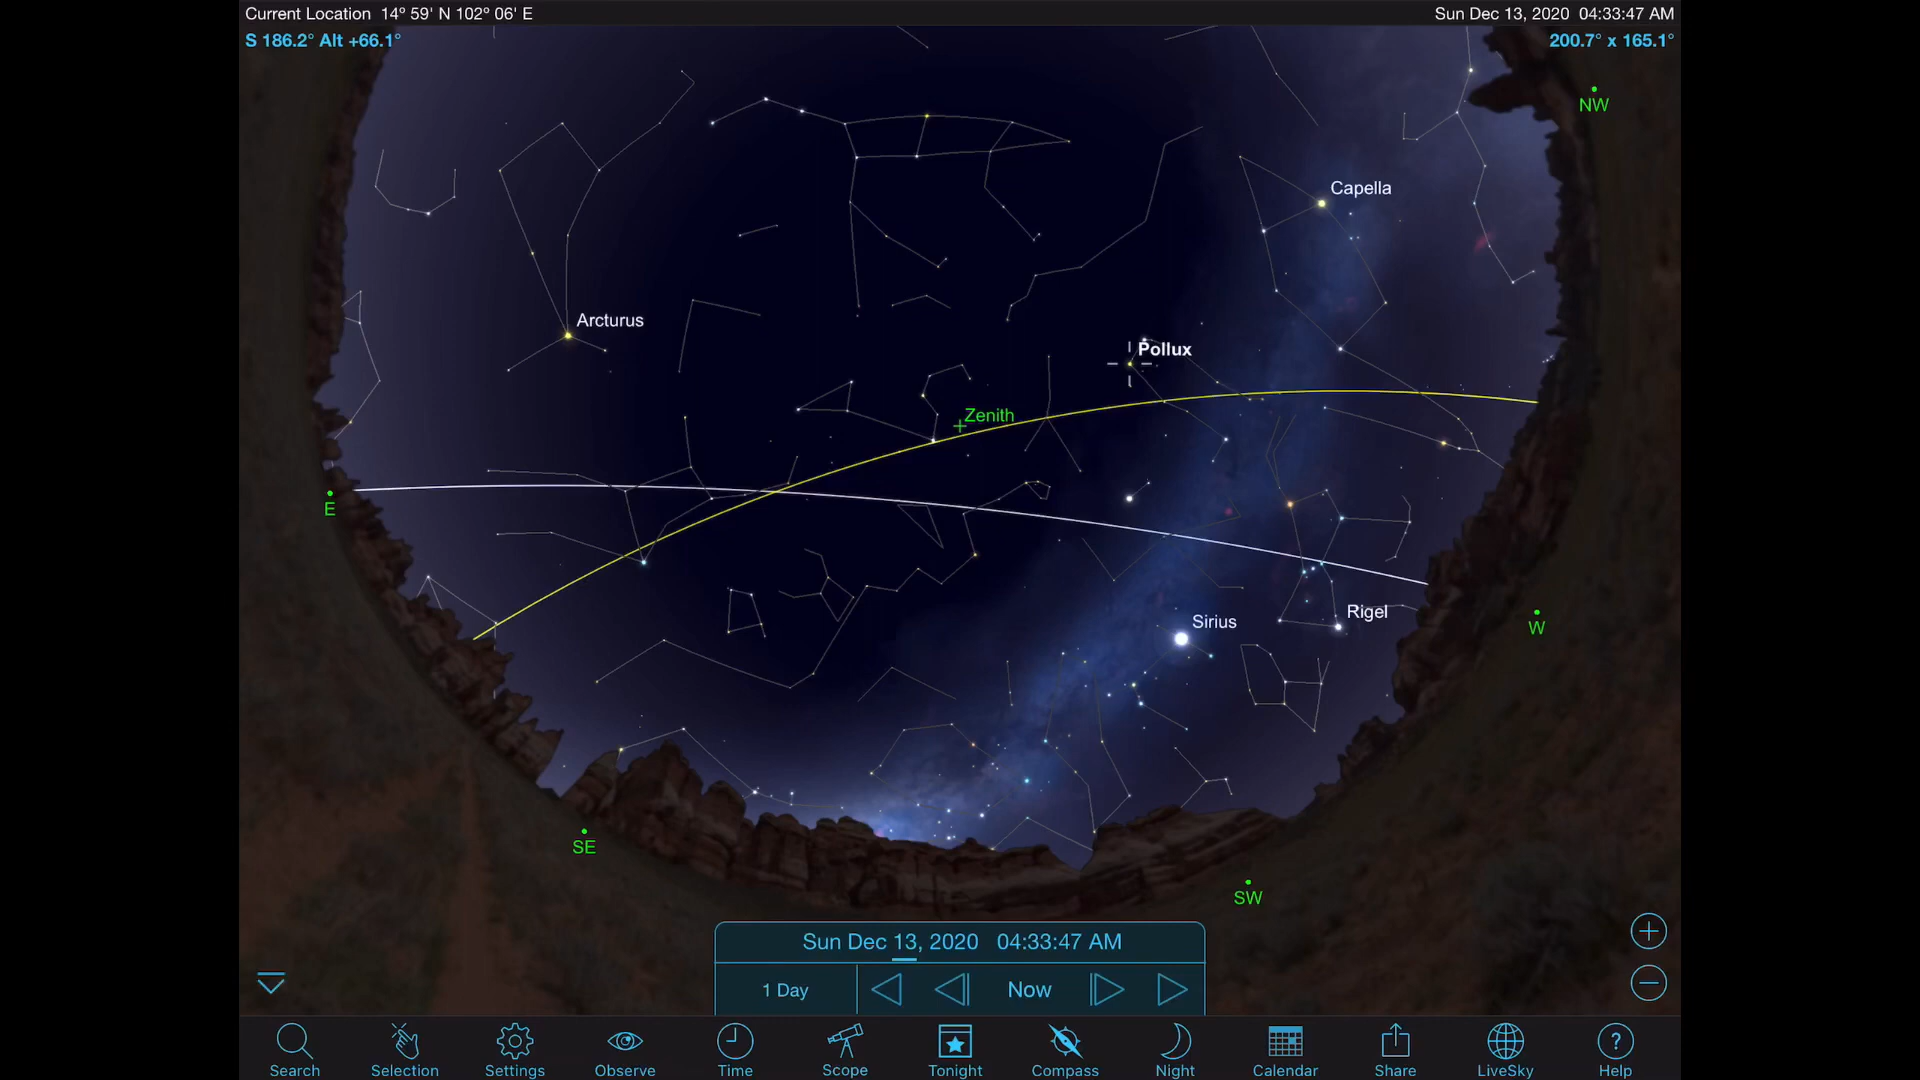 Current Location 14° 59' N 102° 06' E
Sun Dec 13, 2020 04:33:47 AM
S 186.2° Alt +66.1°
200.7° x 165.1°
NW
Capella
Arcturus
Pollux
Zenith
E
Rigel
Sirius
W
SE
SW
Sun Dec 13, 2020 04:33:47 AM
1 Day
Now
Search
Selection
Settings
Observe
Time
Scope
Tonight
Compass
Night
Calendar
Share
LiveSky
Help